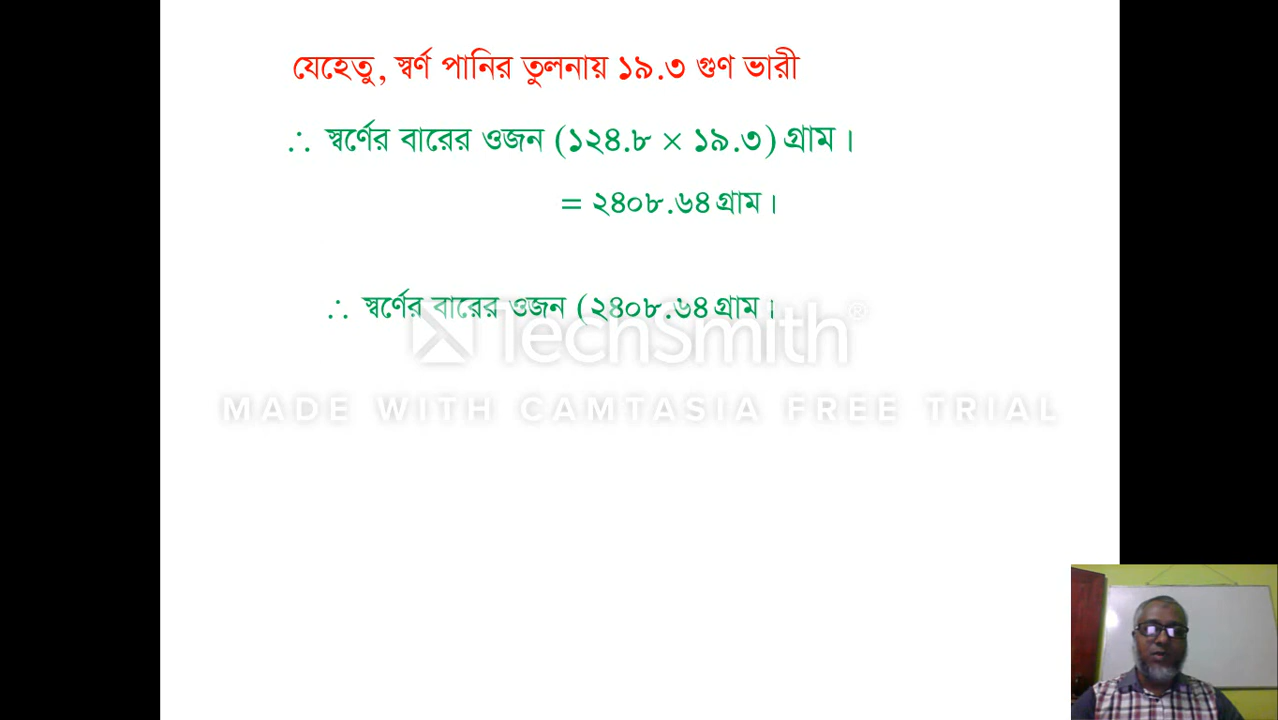 যেহেতু, স্বর্ণ পানির তুলনায় ১৯.৩ গুণ ভারী
∴ স্বর্ণের বারের ওজন (১২৪.৮ × ১৯.৩) গ্রাম।
= ২৪০৮.৬৪ গ্রাম।
∴ স্বর্ণের বারের ওজন (২৪০৮.৬৪ গ্রাম।
TechSmith®
MADE WITH CAMTASIA FREE TRIAL